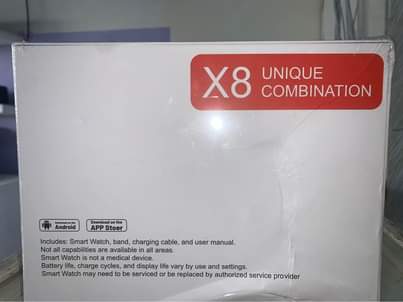 X8 UNIQUE
COMBINATION
Android
Download on the
APP Stoer
Includes: Smart Watch, band, charging cable, and user manual.
Not all capabilities are available in all areas.
Smart Watch is not a medical device.
Battery life, charge cycles, and display life vary by use and settings.
Smart Watch may need to be serviced or be replaced by authorized service provider